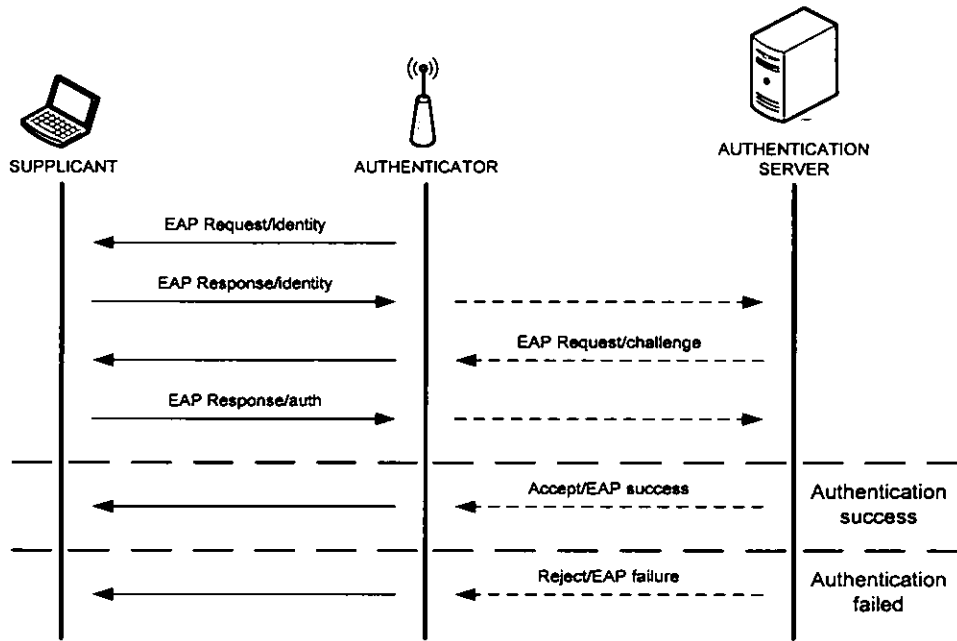 SUPPLICANT
AUTHENTICATOR
AUTHENTICATION
SERVER
EAP Request/identity
EAP Response/identity
EAP Request/challenge
EAP Response/auth
Accept/EAP success
Authentication
success
Reject/EAP failure
Authentication
failed